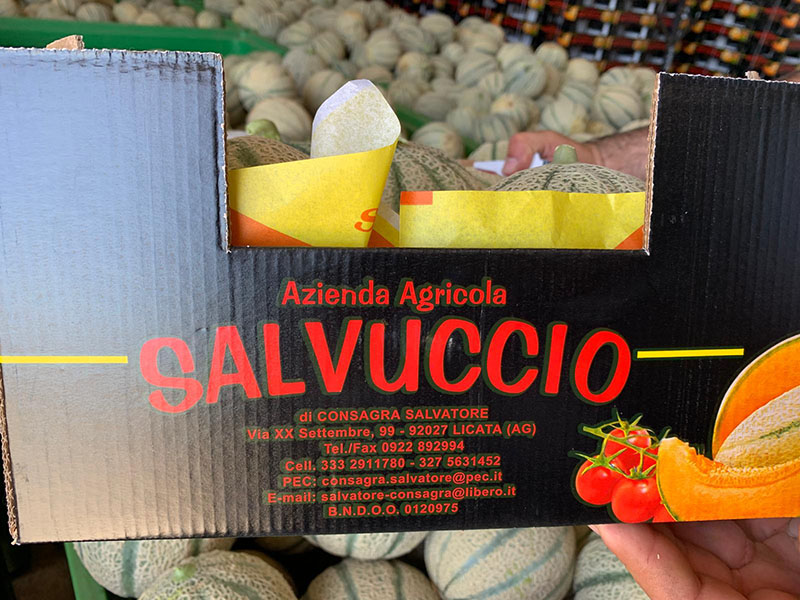 Azienda Agricola
SALVUCCIO
di CONSAGRA SALVATORE
Via XX Settembre, 99 - 92027 LICATA (AG)
Tel./Fax 0922 892994
Cell. 333 2911780 - 327 5631452
PEC: consagra.salvatore@pec.it
E-mail: salvatore-consagra@libero.it
B.N.D.O.O. 0120975